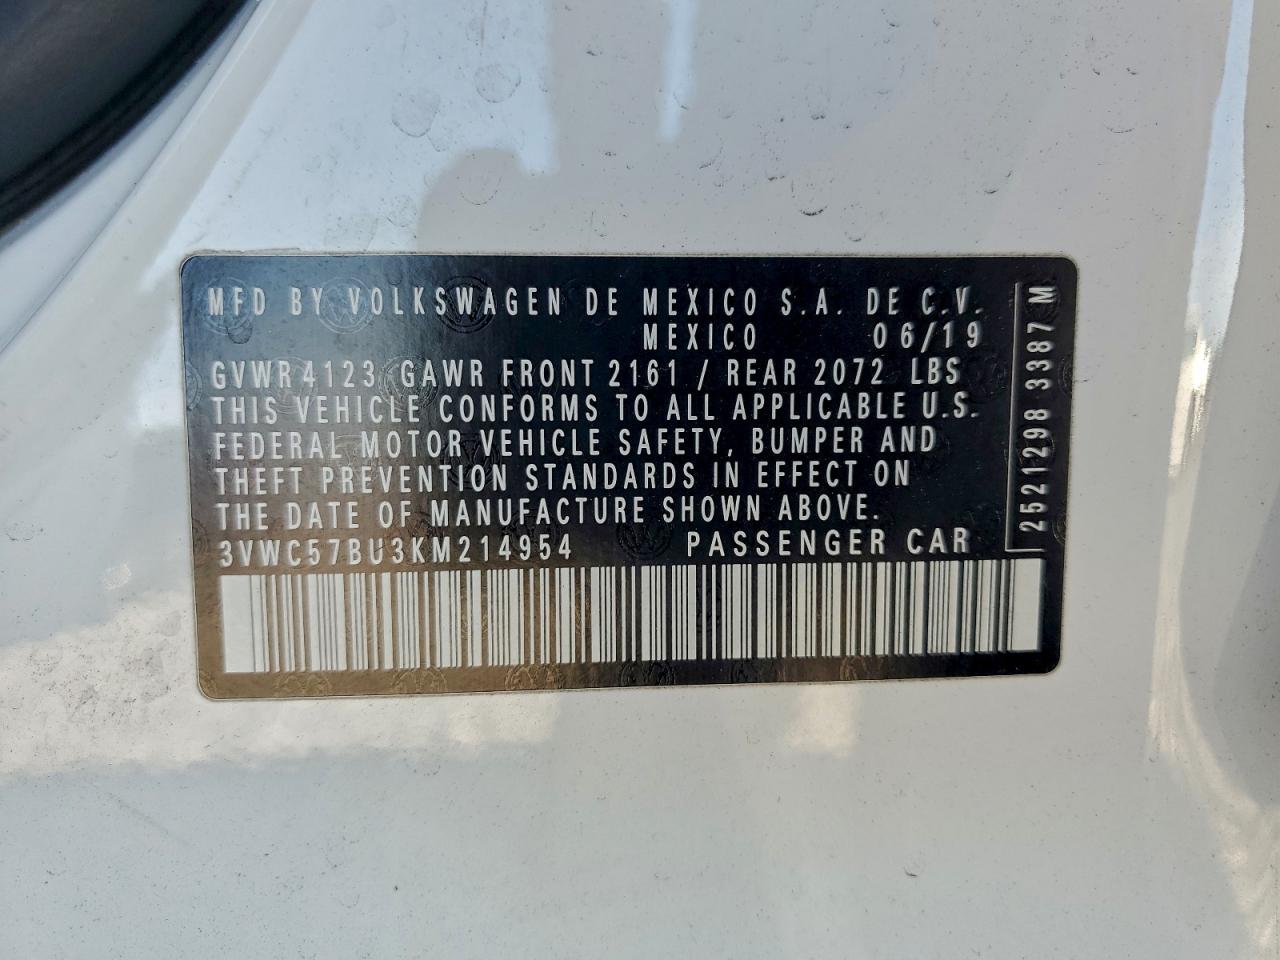 MFD BY VOLKSWAGEN DE MEXICO S.A. DE C.V.
MEXICO 06/19
GVWR 4123 GAWR FRONT 2161 / REAR 2072 LBS
THIS VEHICLE CONFORMS TO ALL APPLICABLE U.S.
FEDERAL MOTOR VEHICLE SAFETY, BUMPER AND
THEFT PREVENTION STANDARDS IN EFFECT ON
THE DATE OF MANUFACTURE SHOWN ABOVE.
3VWC57BU3KM214954 PASSENGER CAR
2521298 3387 M